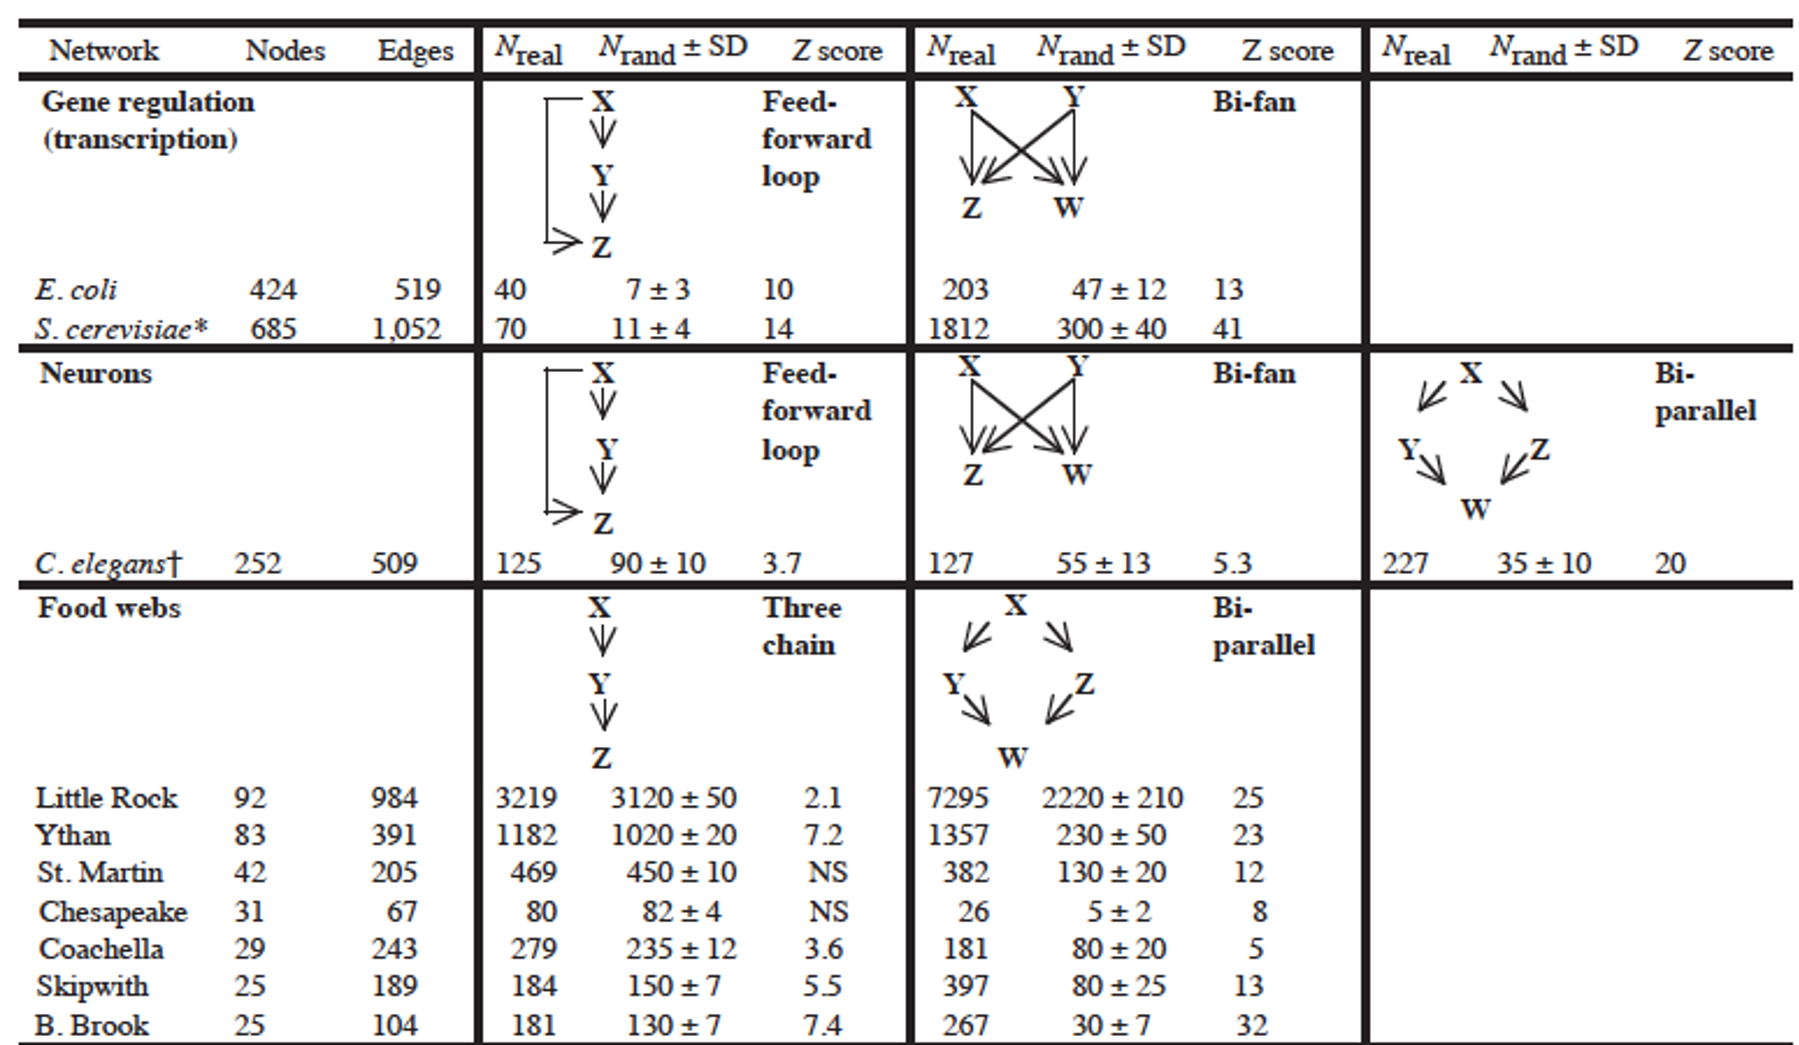 Network Nodes Edges Nreal Nrand ± SD Z score Nreal Nrand ± SD Z score Nreal Nrand ± SD Z score
Gene regulation X Feed- X Y Bi-fan
(transcription) forward
Y loop
Z W
Z
E. coli 424 519 40 7 ± 3 10 203 47 ± 12 13
S. cerevisiae* 685 1,052 70 11 ± 4 14 1812 300 ± 40 41
Neurons X Feed- X Y Bi-fan X Bi-
forward parallel
Y loop Y Z
Z W
W
Z
C. elegans† 252 509 125 90 ± 10 3.7 127 55 ± 13 5.3 227 35 ± 10 20
Food webs X Three X Bi-
chain parallel
Y Y Z
Z W
Little Rock 92 984 3219 3120 ± 50 2.1 7295 2220 ± 210 25
Ythan 83 391 1182 1020 ± 20 7.2 1357 230 ± 50 23
St. Martin 42 205 469 450 ± 10 NS 382 130 ± 20 12
Chesapeake 31 67 80 82 ± 4 NS 26 5 ± 2 8
Coachella 29 243 279 235 ± 12 3.6 181 80 ± 20 5
Skipwith 25 189 184 150 ± 7 5.5 397 80 ± 25 13
B. Brook 25 104 181 130 ± 7 7.4 267 30 ± 7 32